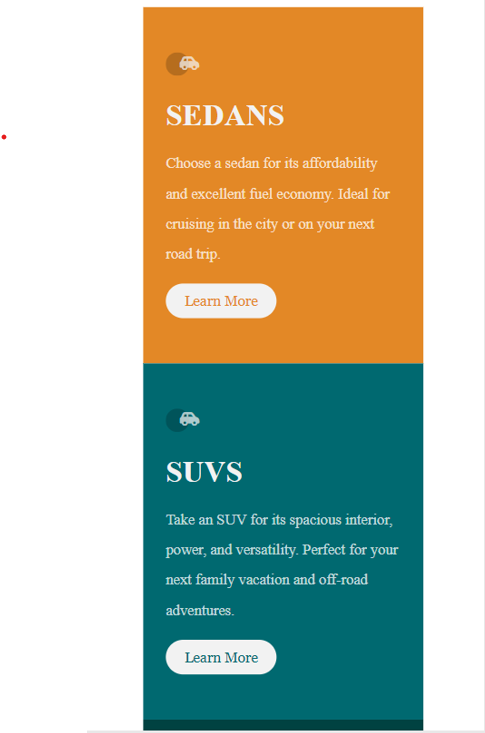 SEDANS
Choose a sedan for its affordability
and excellent fuel economy. Ideal for
cruising in the city or on your next
road trip.
Learn More
SUVS
Take an SUV for its spacious interior,
power, and versatility. Perfect for your
next family vacation and off-road
adventures.
Learn More